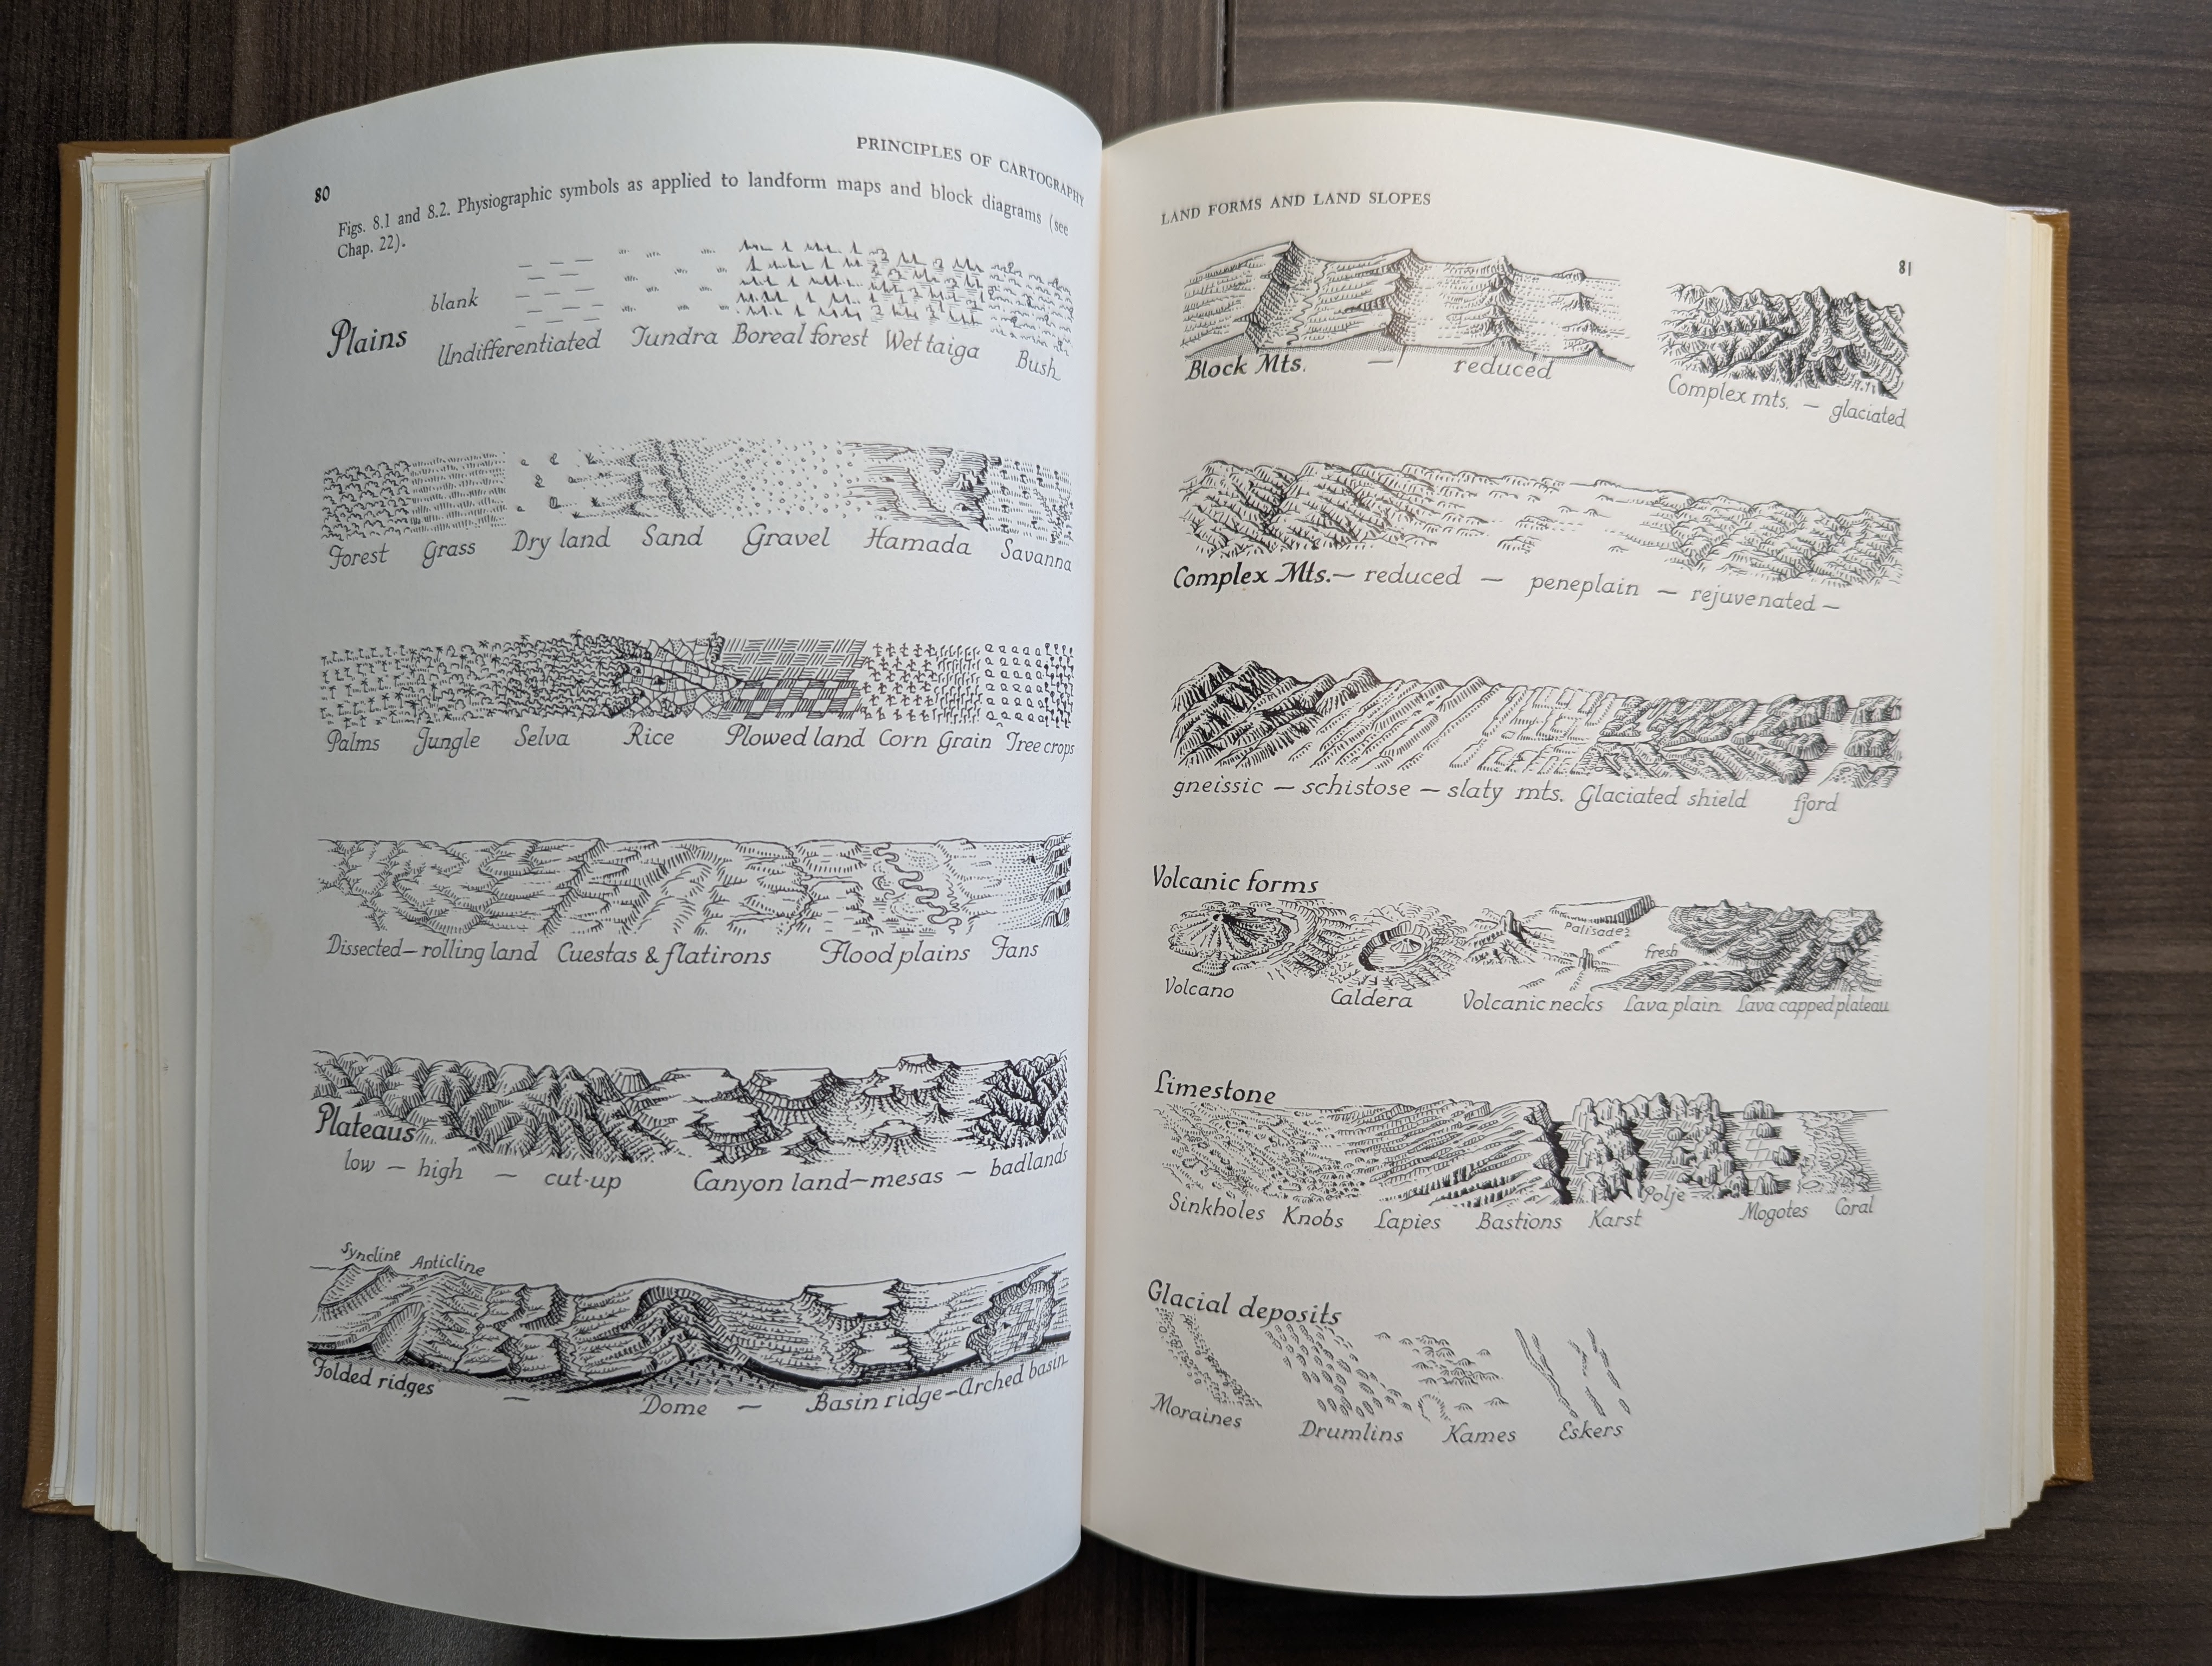 80
PRINCIPLES OF CARTOGRAPHY
Figs. 8.1 and 8.2. Physiographic symbols as applied to landform maps and block diagrams (see
Chap. 22).
Plains
blank
Undifferentiated Tundra Boreal forest Wet taiga Bush
Forest Grass Dry land Sand Gravel Hamada Savanna
Palms Jungle Selva Rice Plowed land Corn Grain Tree crops
Dissected — rolling land Cuestas & flatirons Flood plains Fans
Plateaus
low — high — cut-up Canyon land — mesas — badlands
Syncline Anticline
Folded ridges — Dome — Basin ridge — Arched basin
LAND FORMS AND LAND SLOPES
81
Block Mts. — reduced
Complex mts. — glaciated
Complex Mts. — reduced — peneplain — rejuvenated —
gneissic — schistose — slaty mts. Glaciated shield fjord
Volcanic forms
Palisades
fresh
Volcano Caldera Volcanic necks Lava plain Lava capped plateau
Limestone
Polje
Sinkholes Knobs Lapies Bastions Karst Mogotes Coral
Glacial deposits
Moraines Drumlins Kames Eskers